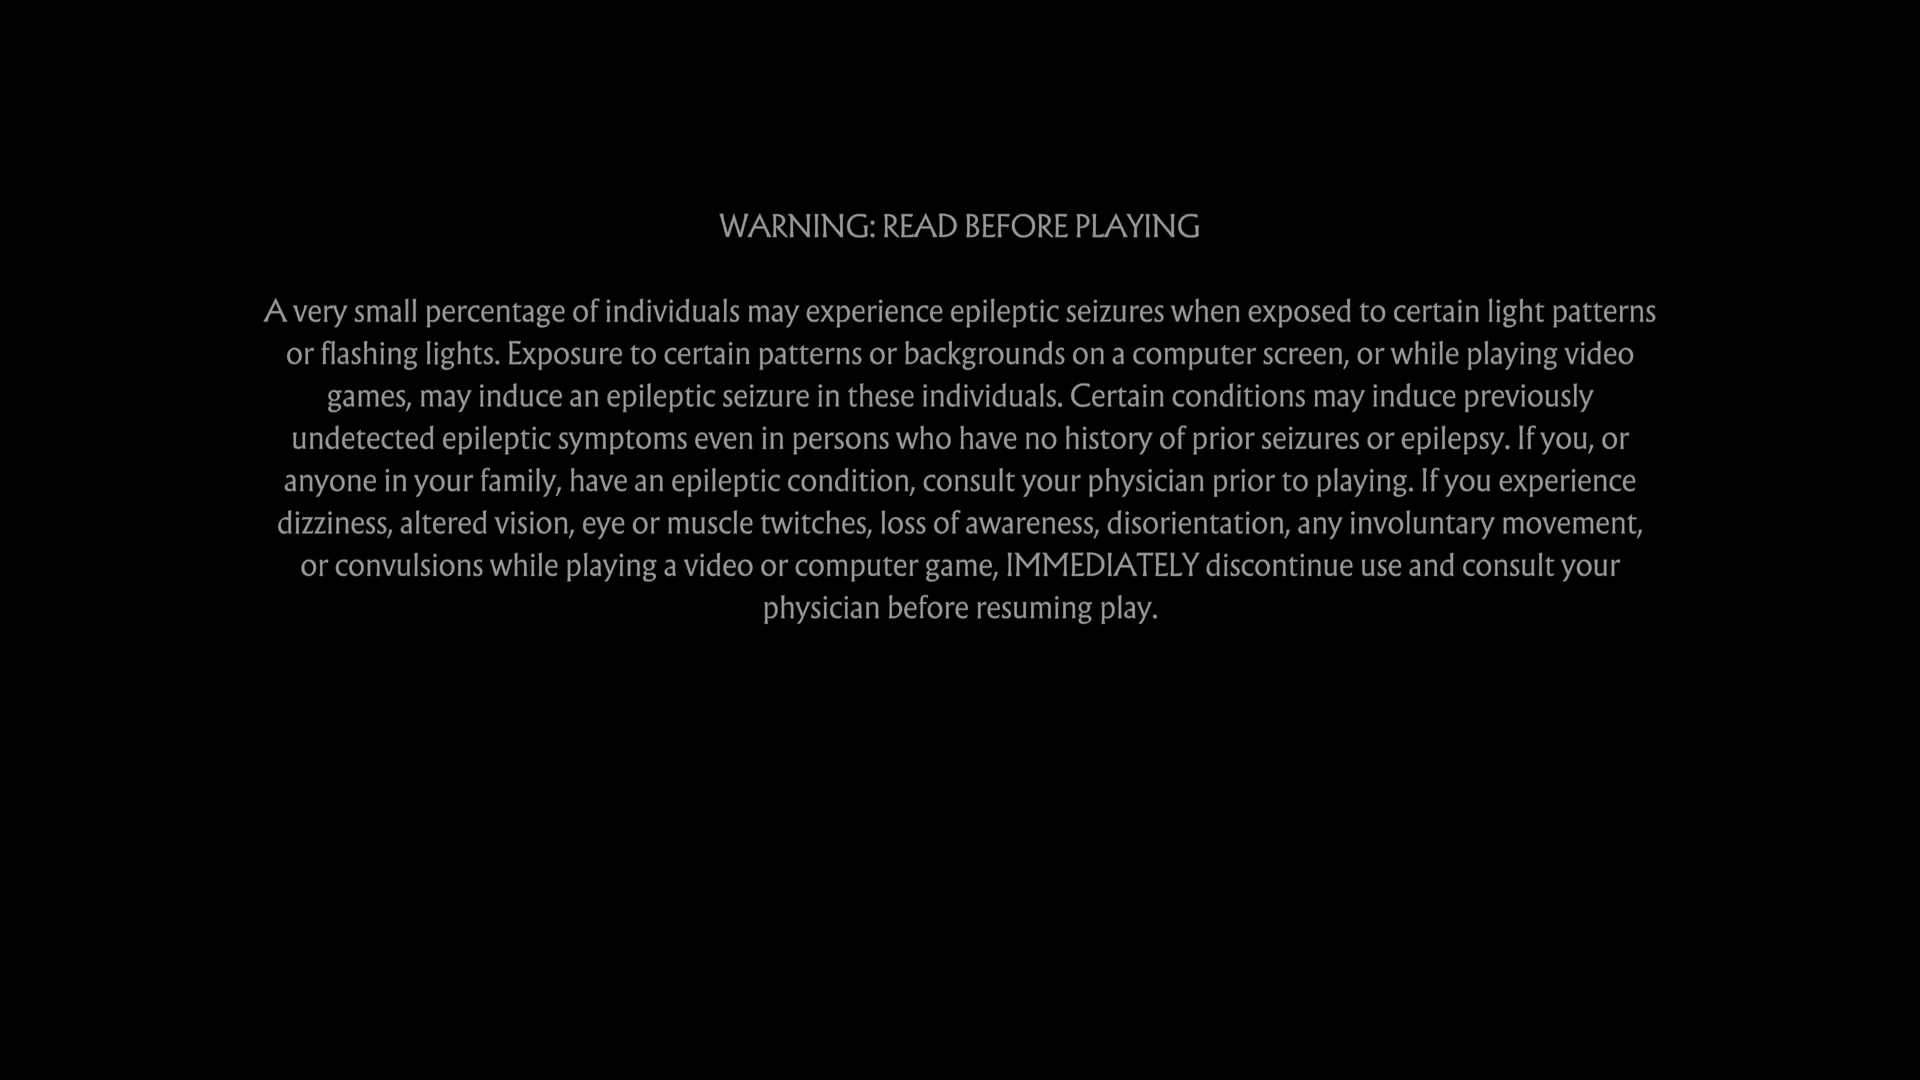 WARNING: READ BEFORE PLAYING
A very small percentage of individuals may experience epileptic seizures when exposed to certain light patterns
or flashing lights. Exposure to certain patterns or backgrounds on a computer screen, or while playing video
games, may induce an epileptic seizure in these individuals. Certain conditions may induce previously
undetected epileptic symptoms even in persons who have no history of prior seizures or epilepsy. If you, or
anyone in your family, have an epileptic condition, consult your physician prior to playing. If you experience
dizziness, altered vision, eye or muscle twitches, loss of awareness, disorientation, any involuntary movement,
or convulsions while playing a video or computer game, IMMEDIATELY discontinue use and consult your
physician before resuming play.